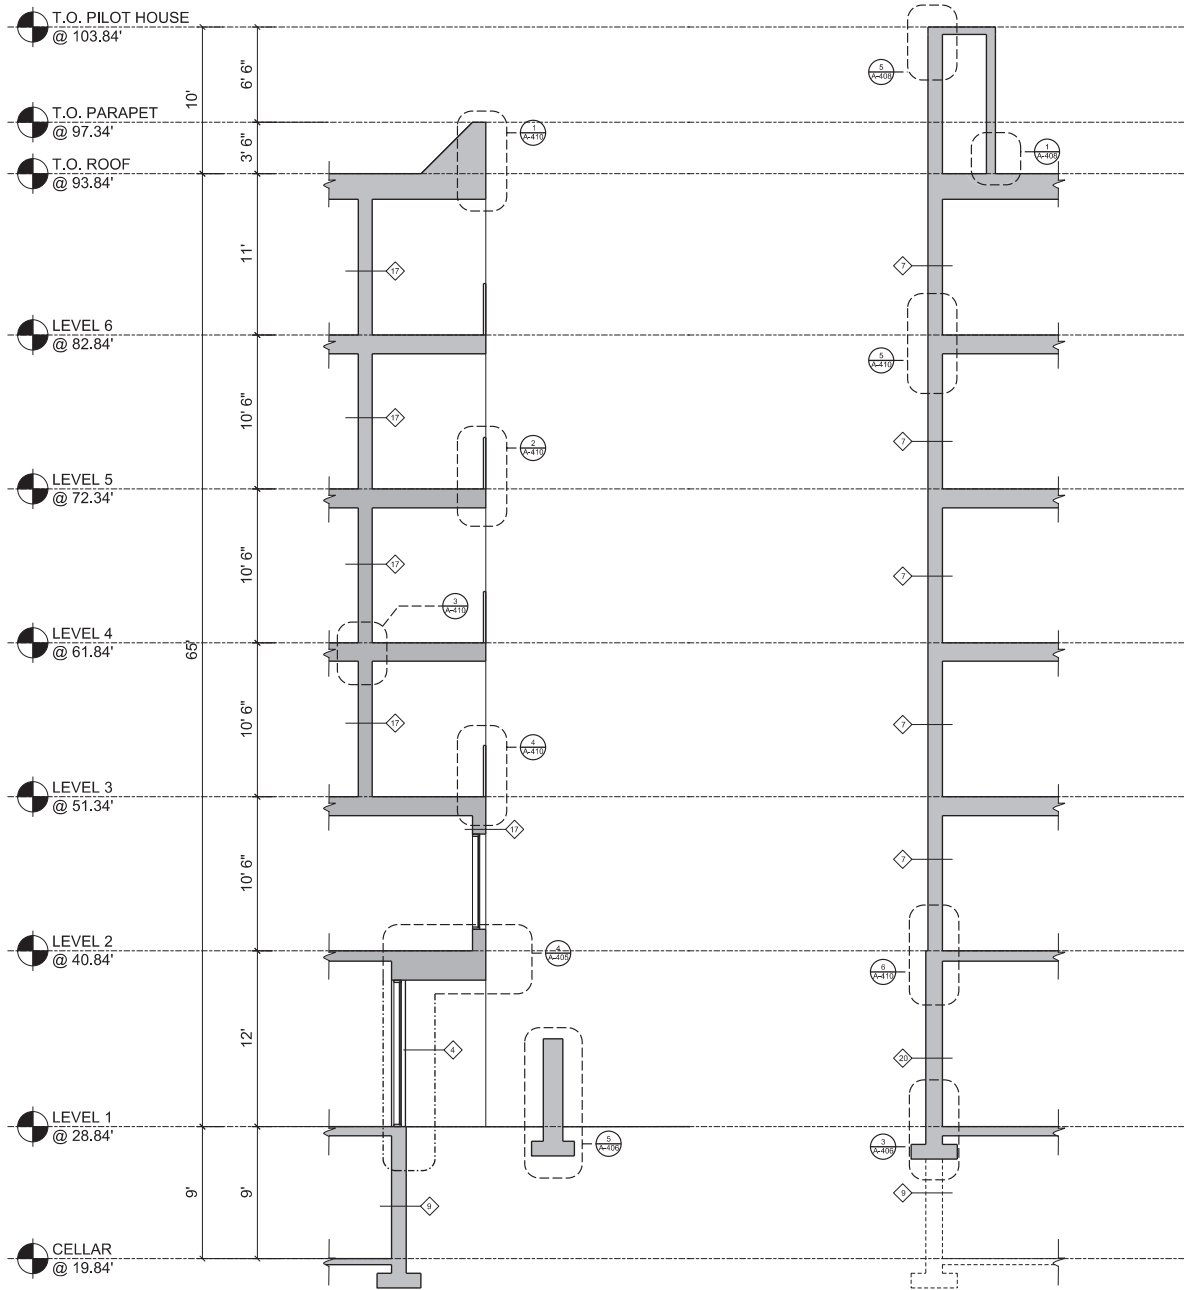 T.O. PILOT HOUSE
@ 103.84'
6' 6"
10'
5
A-408
T.O. PARAPET
@ 97.34'
1
A-410
3' 6"
1
A-408
T.O. ROOF
@ 93.84'
11'
17
7
LEVEL 6
@ 82.84'
5
A-410
10' 6"
17
7
2
A-410
LEVEL 5
@ 72.34'
10' 6"
17
7
3
A-410
LEVEL 4
@ 61.84'
65'
10' 6"
17
7
4
A-410
LEVEL 3
@ 51.34'
17
10' 6"
7
LEVEL 2
@ 40.84'
4
A-405
6
A-410
12'
4
20
LEVEL 1
@ 28.84'
5
A-406
3
A-406
9'
9'
9
9
CELLAR
@ 19.84'